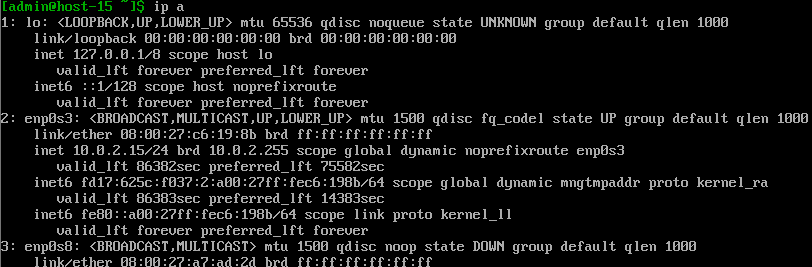 [admin@host-15 ~]$ ip a
1: lo: <LOOPBACK,UP,LOWER_UP> mtu 65536 qdisc noqueue state UNKNOWN group default qlen 1000
    link/loopback 00:00:00:00:00:00 brd 00:00:00:00:00:00
    inet 127.0.0.1/8 scope host lo
       valid_lft forever preferred_lft forever
    inet6 ::1/128 scope host noprefixroute
       valid_lft forever preferred_lft forever
2: enp0s3: <BROADCAST,MULTICAST,UP,LOWER_UP> mtu 1500 qdisc fq_codel state UP group default qlen 1000
    link/ether 08:00:27:c6:19:8b brd ff:ff:ff:ff:ff:ff
    inet 10.0.2.15/24 brd 10.0.2.255 scope global dynamic noprefixroute enp0s3
       valid_lft 86382sec preferred_lft 75582sec
    inet6 fd17:625c:f037:2:a00:27ff:fec6:198b/64 scope global dynamic mngtmpaddr proto kernel_ra
       valid_lft 86383sec preferred_lft 14383sec
    inet6 fe80::a00:27ff:fec6:198b/64 scope link proto kernel_ll
       valid_lft forever preferred_lft forever
3: enp0s8: <BROADCAST,MULTICAST> mtu 1500 qdisc noop state DOWN group default qlen 1000
    link/ether 08:00:27:a7:ad:2d brd ff:ff:ff:ff:ff:ff